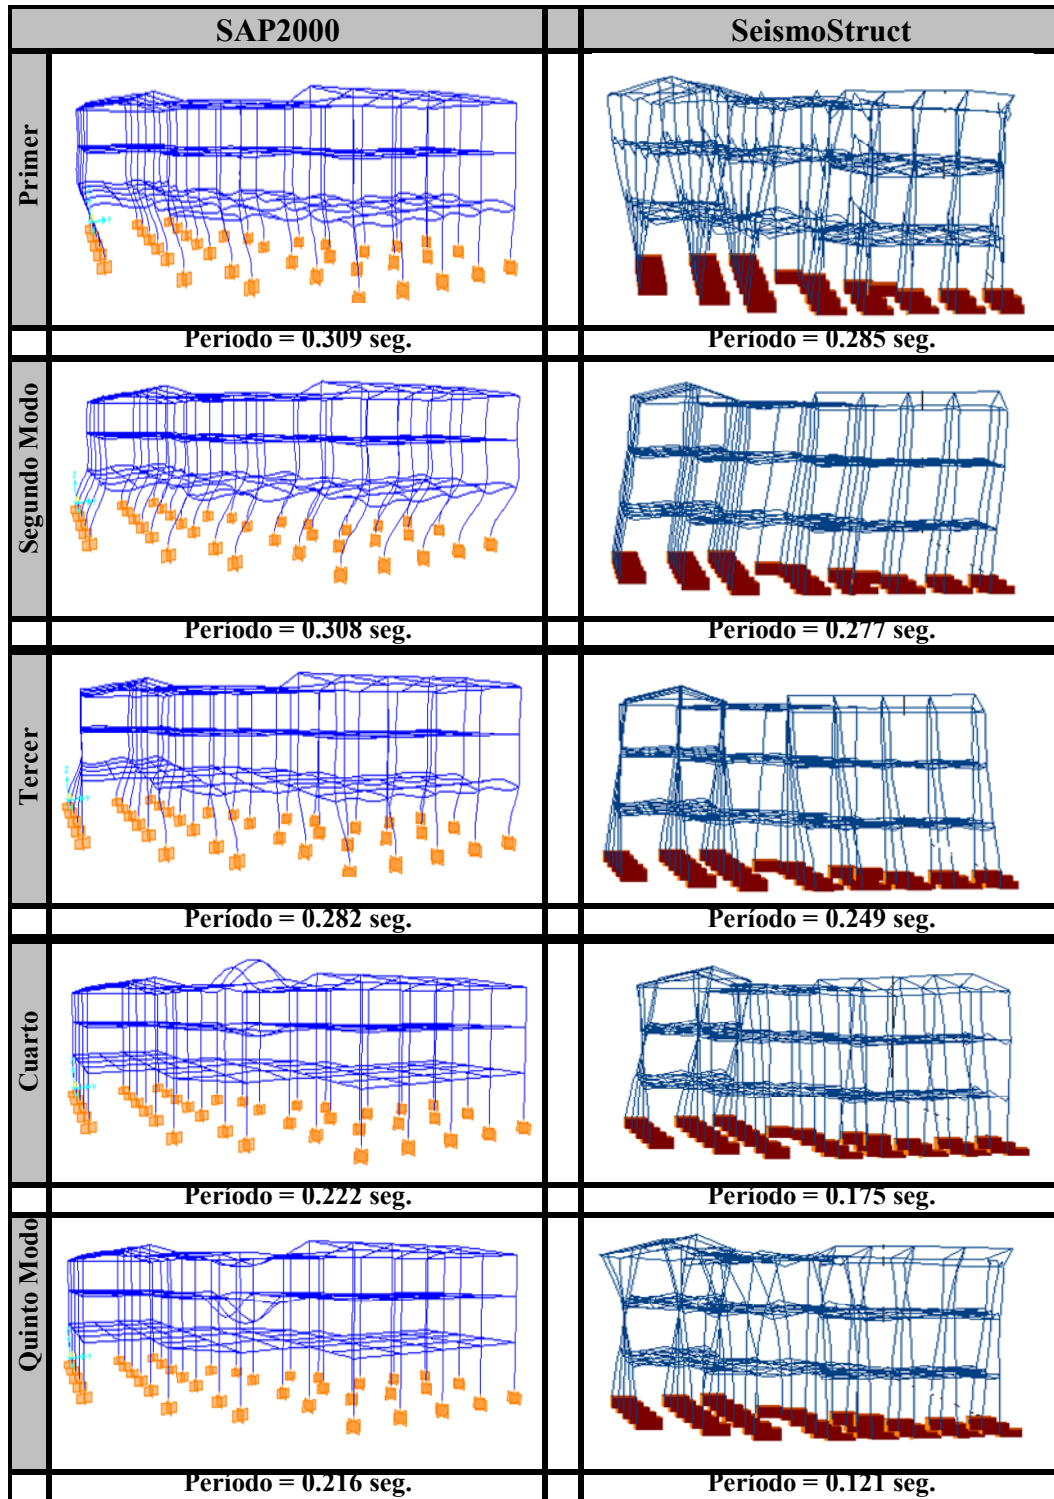 SAP2000 SeismoStruct
Primer
Período = 0.309 seg. Período = 0.285 seg.
Segundo Modo
Período = 0.308 seg. Período = 0.277 seg.
Tercer
Período = 0.282 seg. Período = 0.249 seg.
Cuarto
Período = 0.222 seg. Período = 0.175 seg.
Quinto Modo
Período = 0.216 seg. Período = 0.121 seg.